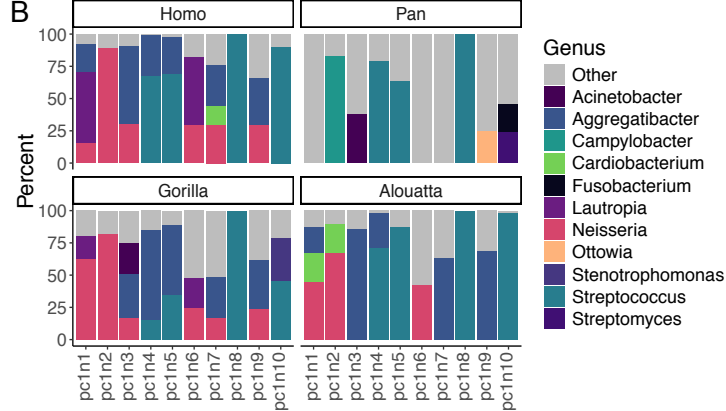 B
Homo
Pan
Genus
Other
Acinetobacter
Aggregatibacter
Campylobacter
Cardiobacterium
Fusobacterium
Lautropia
Neisseria
Ottowia
Stenotrophomonas
Streptococcus
Streptomyces
Percent
100
75
50
25
0
Gorilla
Alouatta
100
75
50
25
0
pc1n1
pc1n2
pc1n3
pc1n4
pc1n5
pc1n6
pc1n7
pc1n8
pc1n9
pc1n10
pc1n1
pc1n2
pc1n3
pc1n4
pc1n5
pc1n6
pc1n7
pc1n8
pc1n9
pc1n10